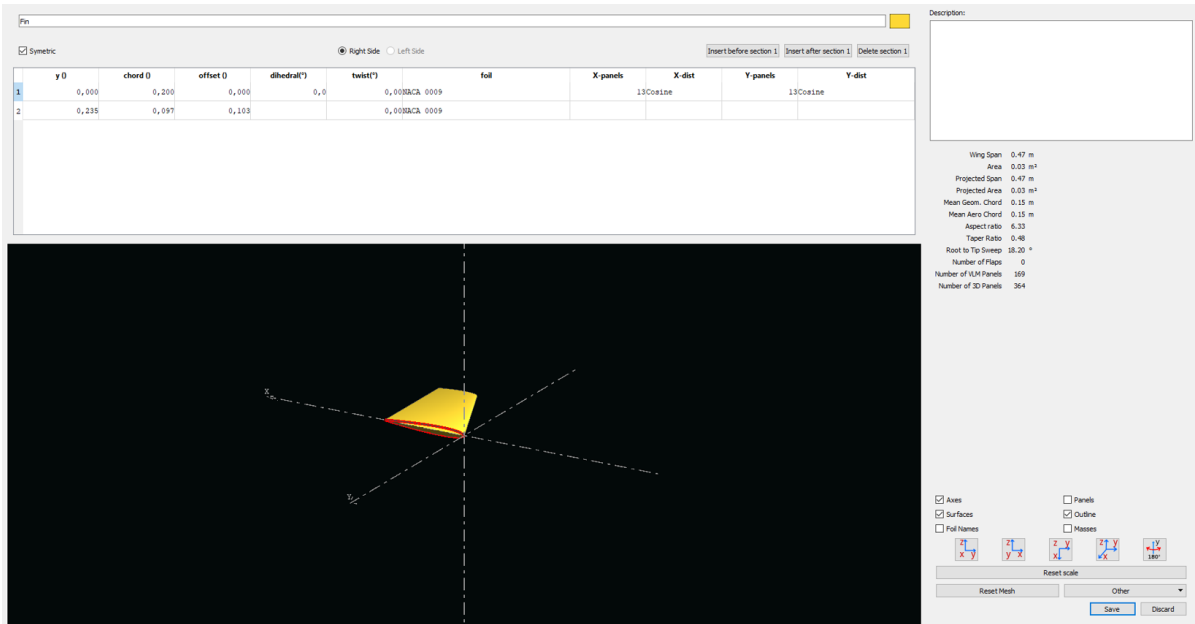 Fin
Description:
Symetric
Right Side Left Side
Insert before section 1 Insert after section 1 Delete section 1
y () chord () offset () dihedral(°) twist(°) foil X-panels X-dist Y-panels Y-dist
1 0,000 0,200 0,000 0,0 0,00 NACA 0009 13 Cosine 13 Cosine
2 0,235 0,097 0,103 0,00 NACA 0009
Wing Span 0.47 m
Area 0.03 m²
Projected Span 0.47 m
Projected Area 0.03 m²
Mean Geom. Chord 0.15 m
Mean Aero Chord 0.15 m
Aspect ratio 6.33
Taper Ratio 0.48
Root to Tip Sweep 18.20 °
Number of Flaps 0
Number of VLM Panels 169
Number of 3D Panels 364
X
Axes Panels
Surfaces Outline
Foil Names Masses
z x y
z y x
z y x
z y x
y 180°
Reset scale
Reset Mesh Other
Save Discard